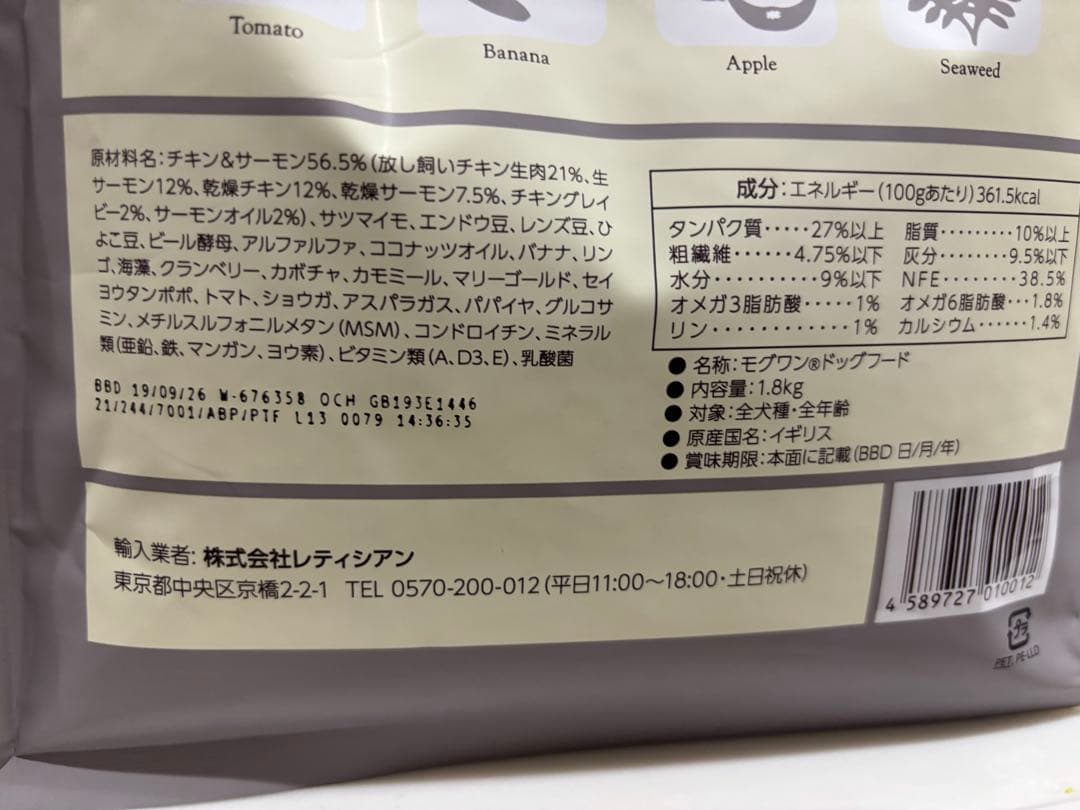 Tomato
Banana
Apple
Seaweed
原材料名:チキン&サーモン56.5%(放し飼いチキン生肉21%、生
サーモン12%、乾燥チキン12%、乾燥サーモン7.5%、チキングレイ
ビー2%、サーモンオイル2%)、サツマイモ、エンドウ豆、レンズ豆、ひ
よこ豆、ビール酵母、アルファルファ、ココナッツオイル、バナナ、リン
ゴ、海藻、クランベリー、カボチャ、カモミール、マリーゴールド、セイ
ヨウタンポポ、トマト、ショウガ、アスパラガス、パパイヤ、グルコサ
ミン、メチルスルフォニルメタン(MSM)、コンドロイチン、ミネラル
類(亜鉛、鉄、マンガン、ヨウ素)、ビタミン類(A、D3、E)、乳酸菌
BBD 19/09/26 W-676358 OCH GB193E1446
21/244/7001/ABP/PTF L13 0079 14:36:35
成分:エネルギー(100gあたり)361.5kcal
タンパク質・・・・・27%以上 脂質・・・・・・・・・10%以上
粗繊維・・・・・・4.75%以下 灰分・・・・・・・・9.5%以下
水分・・・・・・・・・・9%以下 NFE・・・・・・・・38.5%
オメガ3脂肪酸・・・・・1% オメガ6脂肪酸・・・1.8%
リン・・・・・・・・・・・・1% カルシウム・・・・・・1.4%
● 名称:モグワン®ドッグフード
● 内容量:1.8kg
● 対象:全犬種・全年齢
● 原産国名:イギリス
● 賞味期限:本面に記載(BBD 日/月/年)
輸入業者:株式会社レティシアン
東京都中央区京橋2-2-1 TEL 0570-200-012(平日11:00〜18:00・土日祝休)
4 589727 010012
プラ
PET, PE-LLD